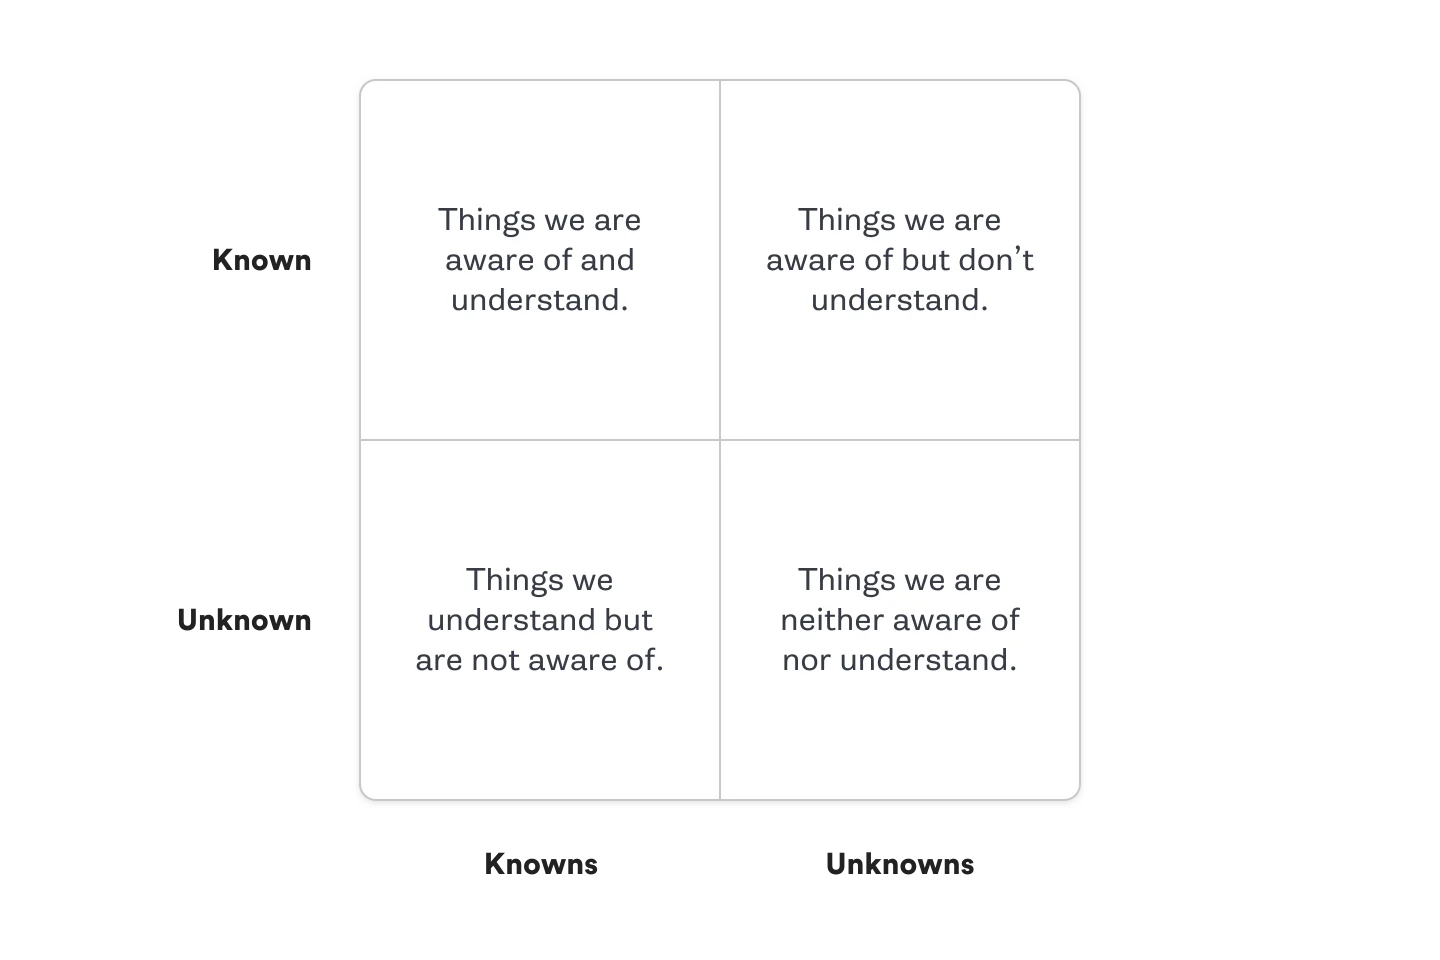 Known
Things we are
aware of and
understand.
Things we are
aware of but don’t
understand.
Unknown
Things we
understand but
are not aware of.
Things we are
neither aware of
nor understand.
Knowns
Unknowns